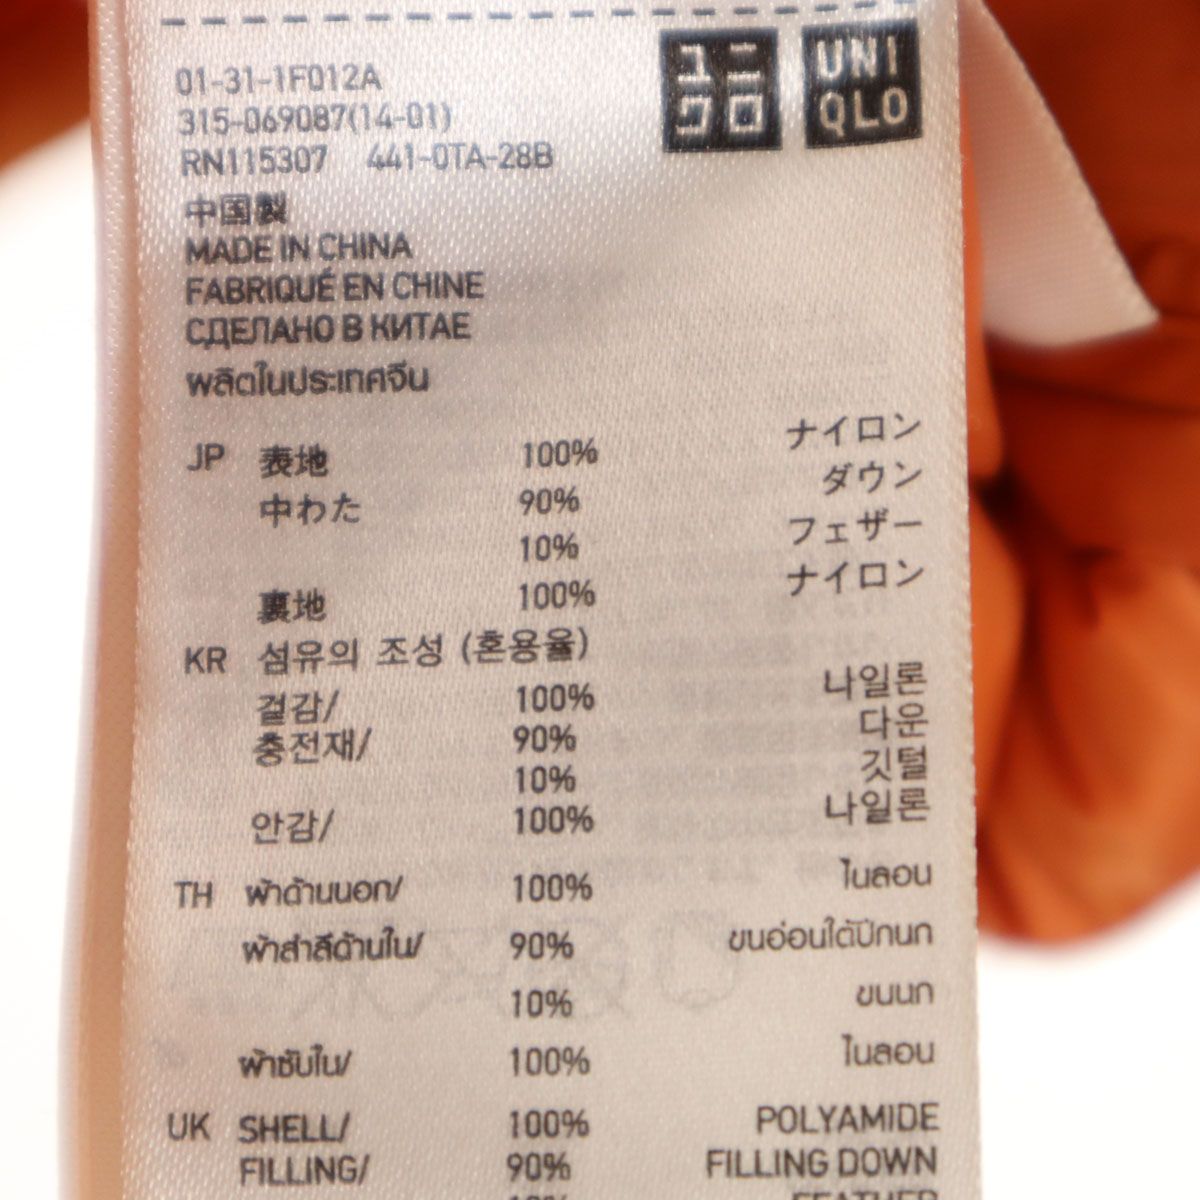 ユニクロ UNIQLO
01-31-1F012A
315-069087(14-01)
RN115307 441-0TA-28B
中国製
MADE IN CHINA
FABRIQUÉ EN CHINE
СДЕЛАНО В КИТАЕ
ผลิตในประเทศจีน
JP 表地 100% ナイロン
中わた 90% ダウン
10% フェザー
裏地 100% ナイロン
KR 섬유의 조성 (혼용율)
겉감/ 100% 나일론
충전재/ 90% 다운
10% 깃털
안감/ 100% 나일론
TH ผ้าด้านนอก/ 100% ไนลอน
ผ้าสำลีด้านใน/ 90% ขนอ่อนใต้ปีกนก
10% ขนนก
ผ้าซับใน/ 100% ไนลอน
UK SHELL/ 100% POLYAMIDE
FILLING/ 90% FILLING DOWN
10% FEATHER